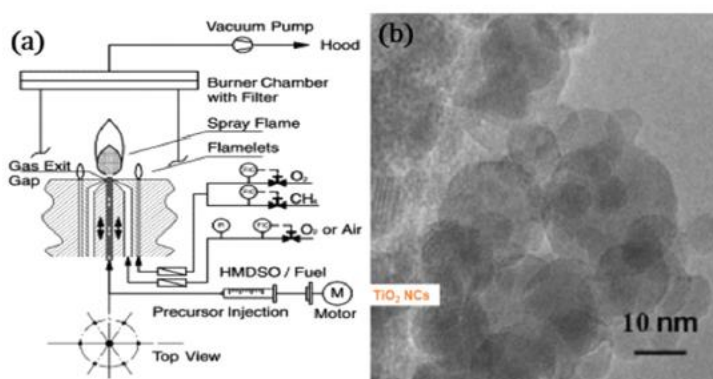 (a)
Vacuum Pump
Hood
Burner Chamber
with Filter
Spray Flame
Flamelets
Gas Exit
Gap
O₂
CH₄
O₂ or Air
HMDSO / Fuel
Precursor Injection
M
Motor
Top View
(b)
TiO₂ NCs
10 nm